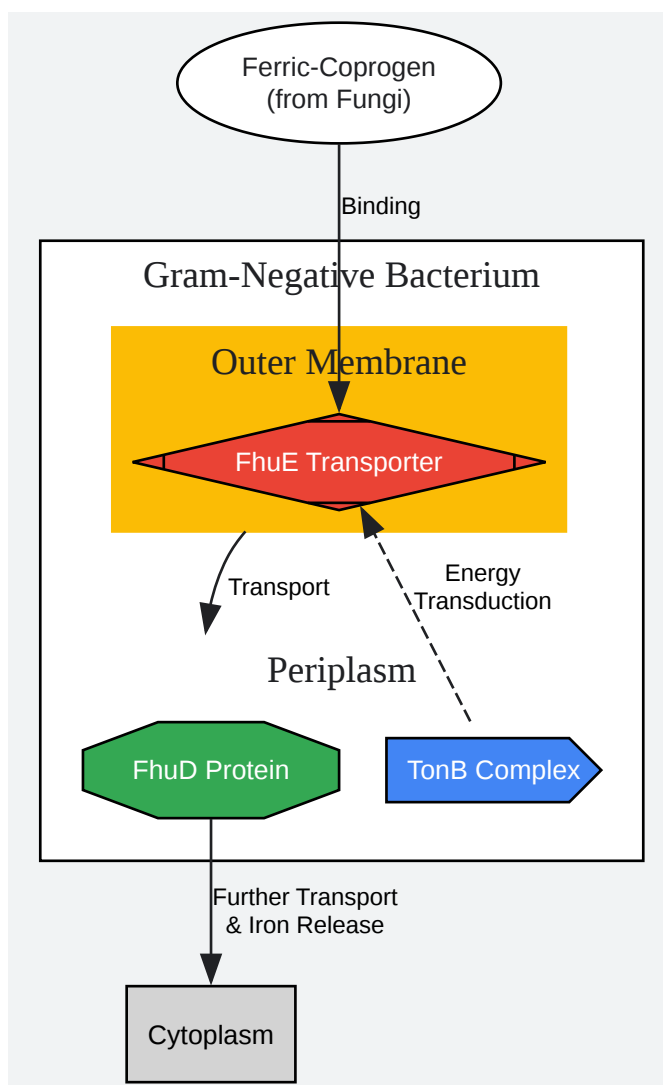 Ferric-Coprogen
(from Fungi)
Binding
Gram-Negative Bacterium
Outer Membrane
FhuE Transporter
Transport
Energy
Transduction
Periplasm
FhuD Protein
TonB Complex
Further Transport
& Iron Release
Cytoplasm